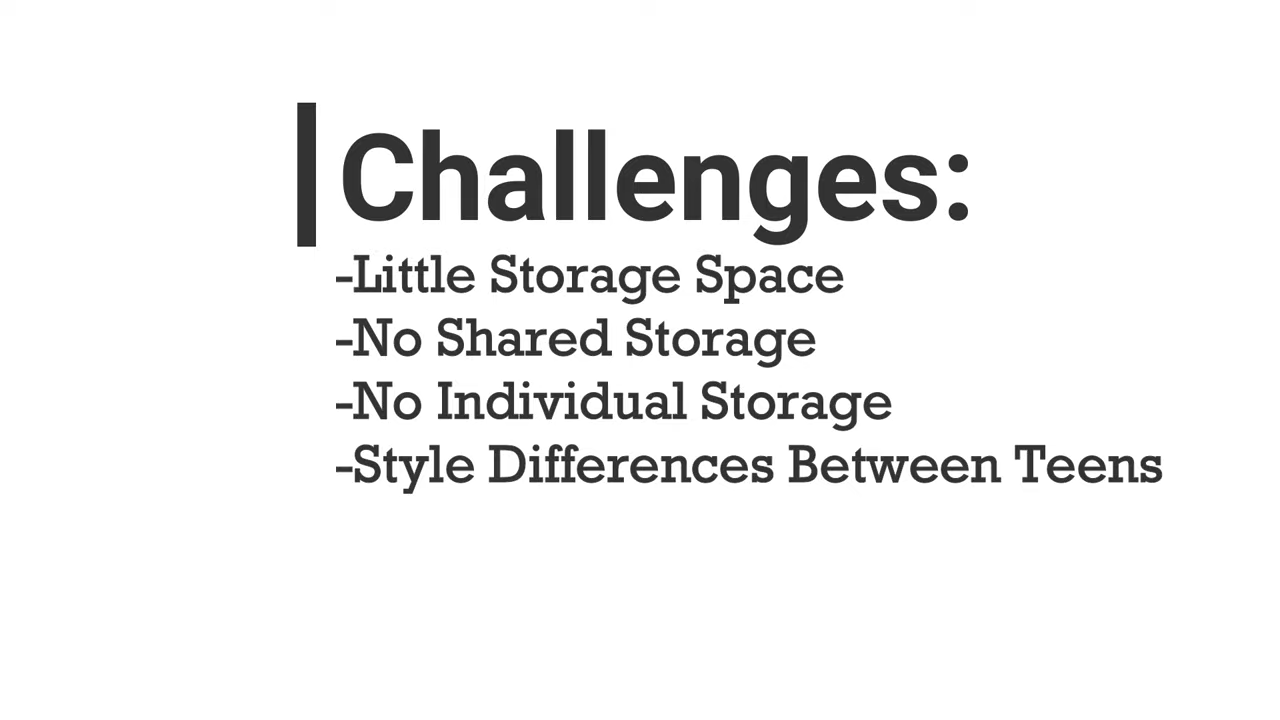 Challenges:
-Little Storage Space
-No Shared Storage
-No Individual Storage
-Style Differences Between Teens